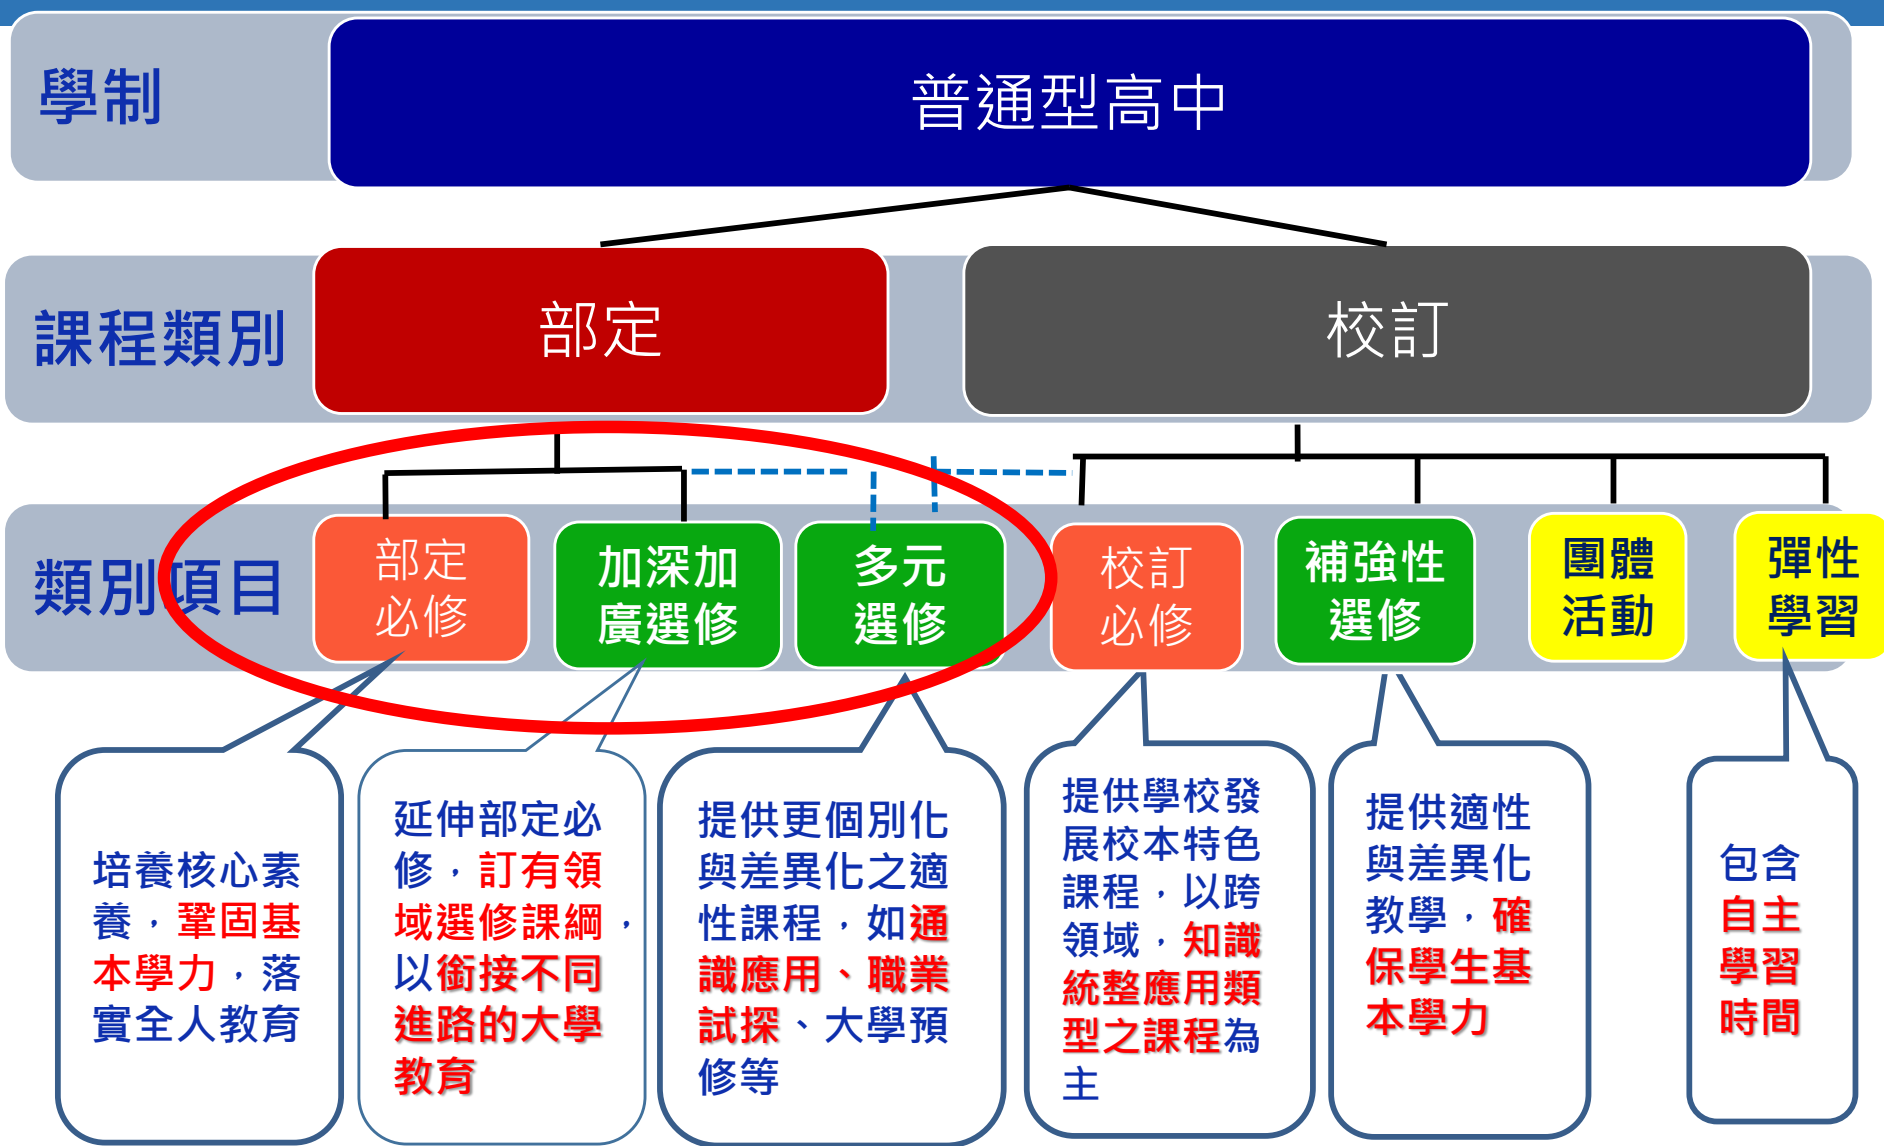 學制
普通型高中
課程類別
部定
校訂
類別項目
部定
必修
加深加
廣選修
多元
選修
校訂
必修
補強性
選修
團體
活動
彈性
學習
培養核心素
養，鞏固基
本學力，落
實全人教育
延伸部定必
修，訂有領
域選修課綱，
以銜接不同
進路的大學
教育
提供更個別化
與差異化之適
性課程，如通
識應用、職業
試探、大學預
修等
提供學校發
展校本特色
課程，以跨
領域，知識
統整應用類
型之課程為
主
提供適性
與差異化
教學，確
保學生基
本學力
包含
自主
學習
時間